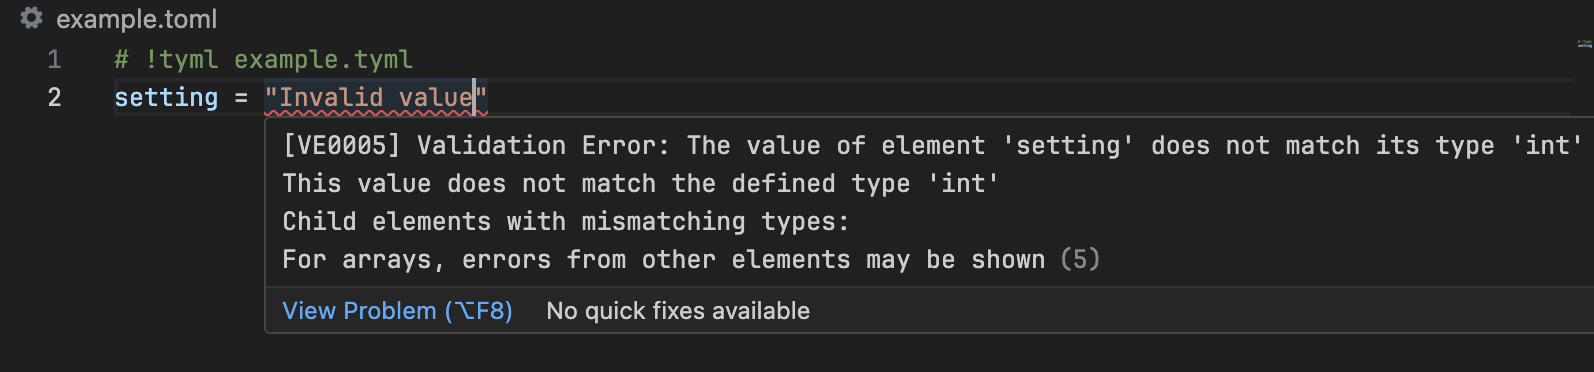 example.toml
1 # !tyml example.tyml
2 setting = "Invalid value"
[VE0005] Validation Error: The value of element 'setting' does not match its type 'int'
This value does not match the defined type 'int'
Child elements with mismatching types:
For arrays, errors from other elements may be shown (5)
View Problem (⌥F8) No quick fixes available